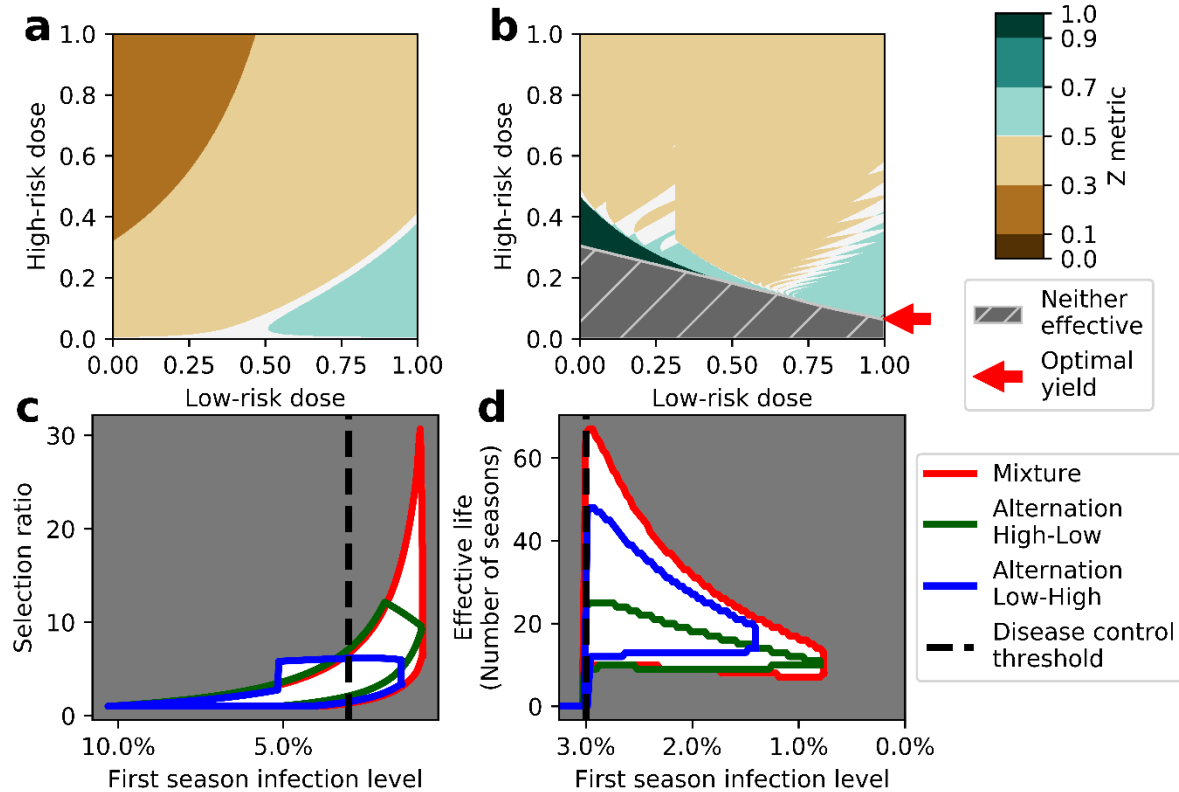 a
1.0
0.8
0.6
0.4
0.2
0.0
High-risk dose
0.00 0.25 0.50 0.75 1.00
Low-risk dose
b
1.0
0.8
0.6
0.4
0.2
0.0
High-risk dose
0.00 0.25 0.50 0.75 1.00
Low-risk dose
1.0
0.9
0.7
0.5
0.3
0.1
0.0
Z metric
Neither
effective
Optimal
yield
c
30
20
10
0
Selection ratio
10.0% 5.0%
First season infection level
d
60
40
20
0
Effective life
(Number of seasons)
3.0% 2.0% 1.0% 0.0%
First season infection level
Mixture
Alternation
High-Low
Alternation
Low-High
Disease control
threshold